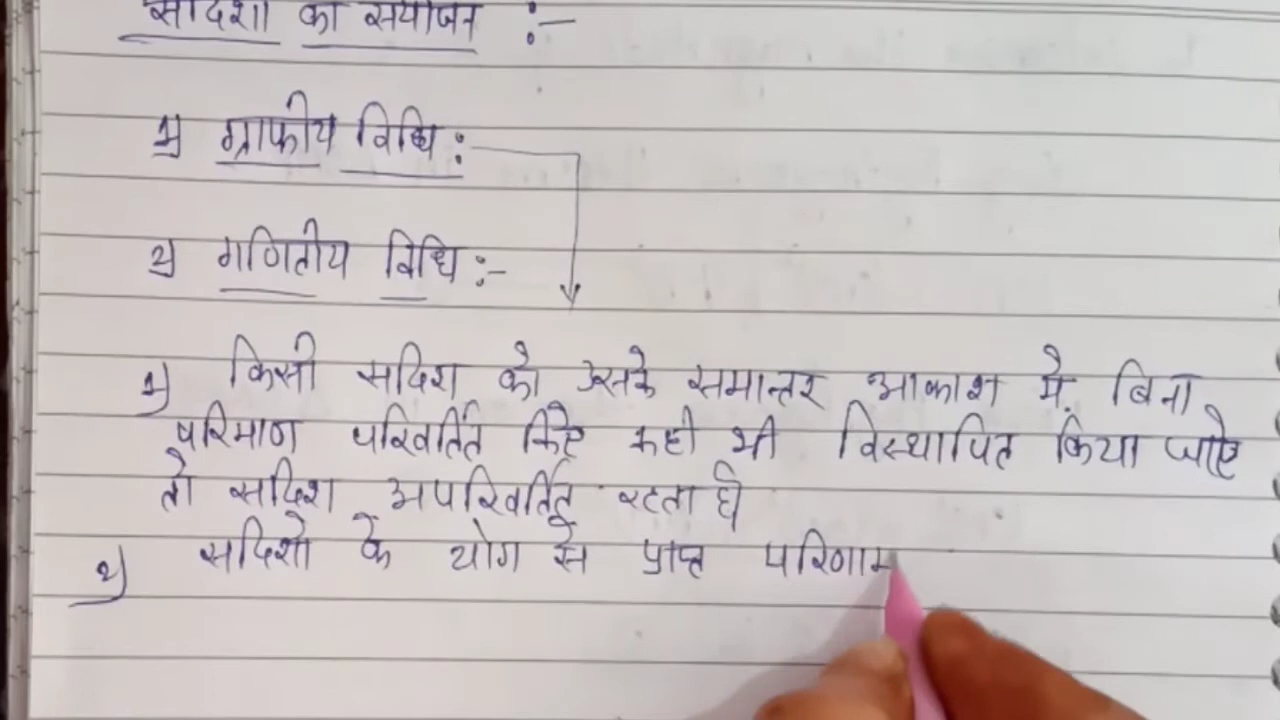 सदिशो का संयोजन :-
1) ग्राफीय विधि :
2) गणितीय विधि :-
1) किसी सदिश को उसके समान्तर आकाश में बिना
परिमाण परिवर्तित किए कही भी विस्थापित किया जाऐ
तो सदिश अपरिवर्तित रहता है
2) सदिशो के योग से प्राप्त परिणाम